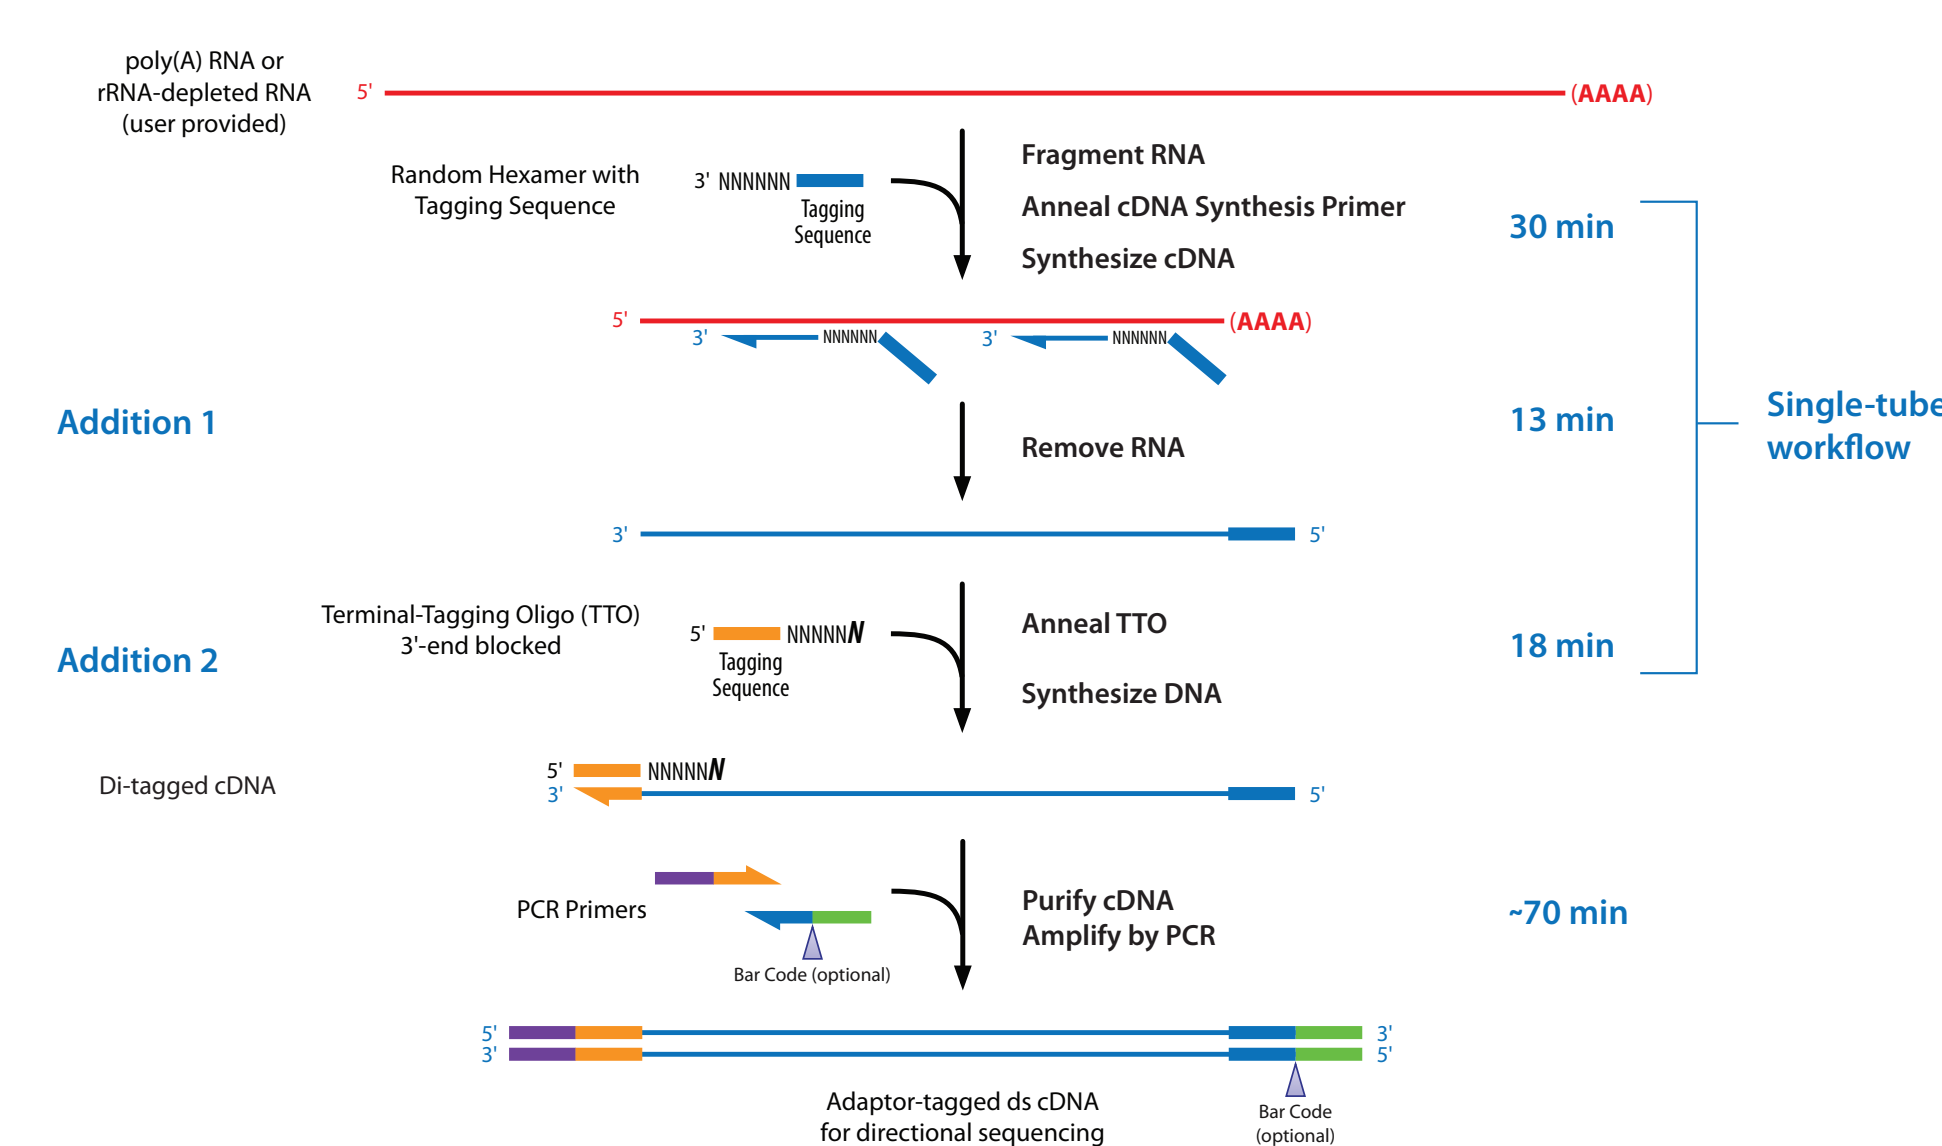 poly(A) RNA or
rRNA-depleted RNA
(user provided)
5'
(AAAA)
Random Hexamer with
Tagging Sequence
3' NNNNNN
Tagging
Sequence
Fragment RNA
Anneal cDNA Synthesis Primer
Synthesize cDNA
30 min
5'
(AAAA)
3'
NNNNNN
3'
NNNNNN
Addition 1
Remove RNA
13 min
Single-tube
workflow
3'
5'
Terminal-Tagging Oligo (TTO)
3'-end blocked
5'
NNNNNN
Tagging
Sequence
Addition 2
Anneal TTO
Synthesize DNA
18 min
Di-tagged cDNA
5'
NNNNNN
3'
5'
PCR Primers
Bar Code (optional)
Purify cDNA
Amplify by PCR
~70 min
5'
3'
3'
5'
Adaptor-tagged ds cDNA
for directional sequencing
Bar Code
(optional)